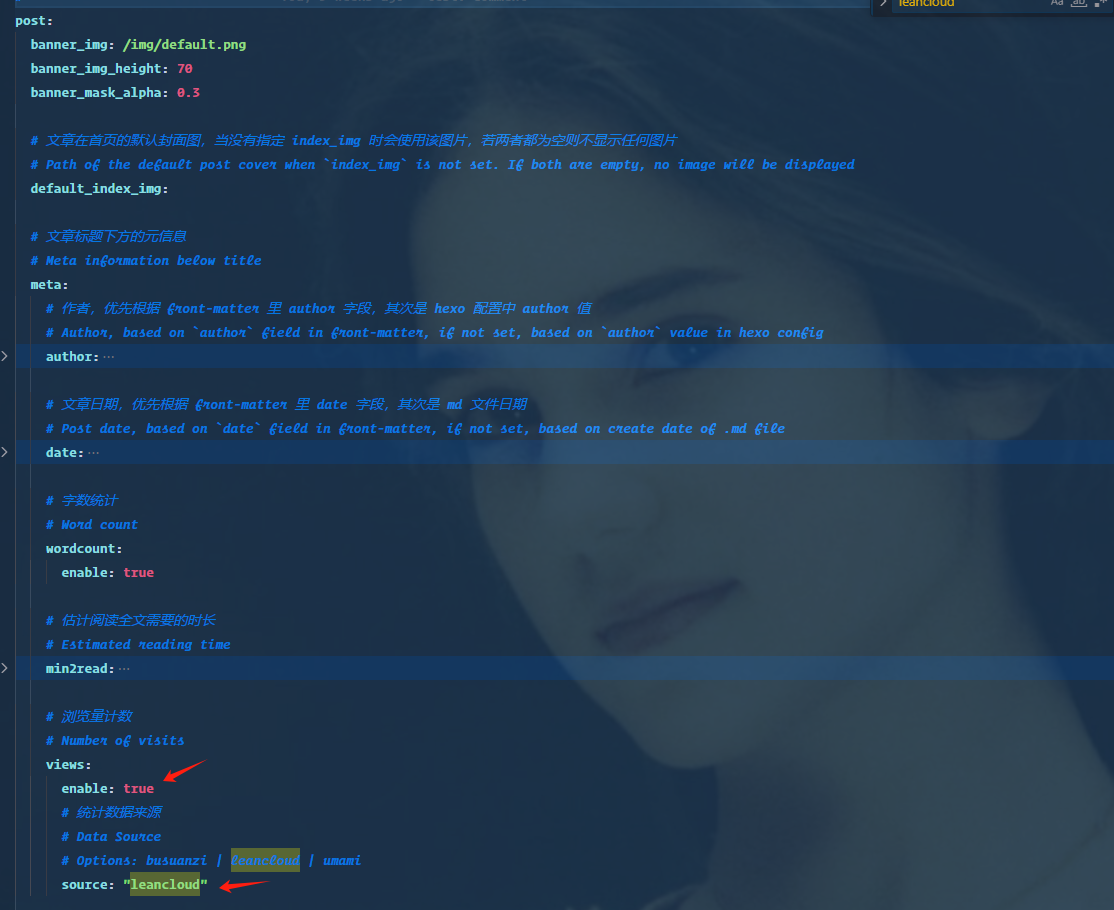 leancloud
Aa ab
post:
banner_img: /img/default.png
banner_img_height: 70
banner_mask_alpha: 0.3
# 文章在首页的默认封面图，当没有指定 index_img 时会使用该图片，若两者都为空则不显示任何图片
# Path of the default post cover when `index_img` is not set. If both are empty, no image will be displayed
default_index_img:
# 文章标题下方的元信息
# Meta information below title
meta:
# 作者，优先根据 front-matter 里 author 字段，其次是 hexo 配置中 author 值
# Author, based on `author` field in front-matter, if not set, based on `author` value in hexo config
author:···
# 文章日期，优先根据 front-matter 里 date 字段，其次是 md 文件日期
# Post date, based on `date` field in front-matter, if not set, based on create date of .md file
date:···
# 字数统计
# Word count
wordcount:
enable: true
# 估计阅读全文需要的时长
# Estimated reading time
min2read:···
# 浏览量计数
# Number of visits
views:
enable: true
# 统计数据来源
# Data Source
# Options: busuanzi | leancloud | umami
source: "leancloud"